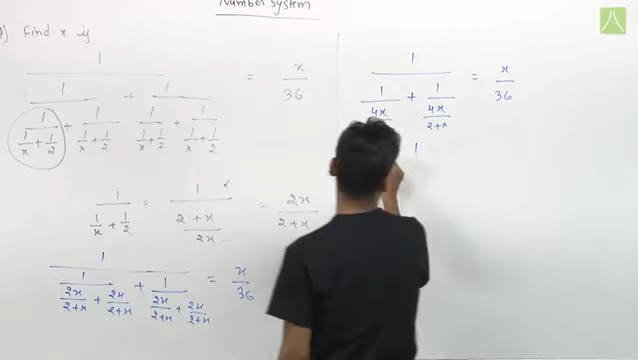 Number System
Q) Find x if
1 / (1 / (1/(1/x + 1/2) + 1/(1/x + 1/2)) + 1 / (1/(1/x + 1/2) + 1/(1/x + 1/2))) = x/36
1/(1/x + 1/2) = 1/((2+x)/2x) = 2x/(2+x)
1 / (1/(2x/(2+x) + 2x/(2+x)) + 1/(2x/(2+x) + 2x/(2+x))) = x/36
1 / (1/(4x) + 1/(4x/(2+x))) = x/36
1